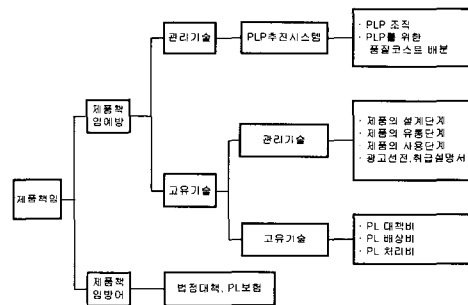 관리기술
PLP추진시스템
· PLP 조직
· PLP를 위한
품질코스트 배분
제품책
임예방
관리기술
· 제품의 설계단계
· 제품의 유통단계
· 제품의 사용단계
· 광고선전,취급설명서
제품책임
고유기술
고유기술
· PL 대책비
· PL 배상비
· PL 처리비
제품책
임방어
법정대책, PL보험